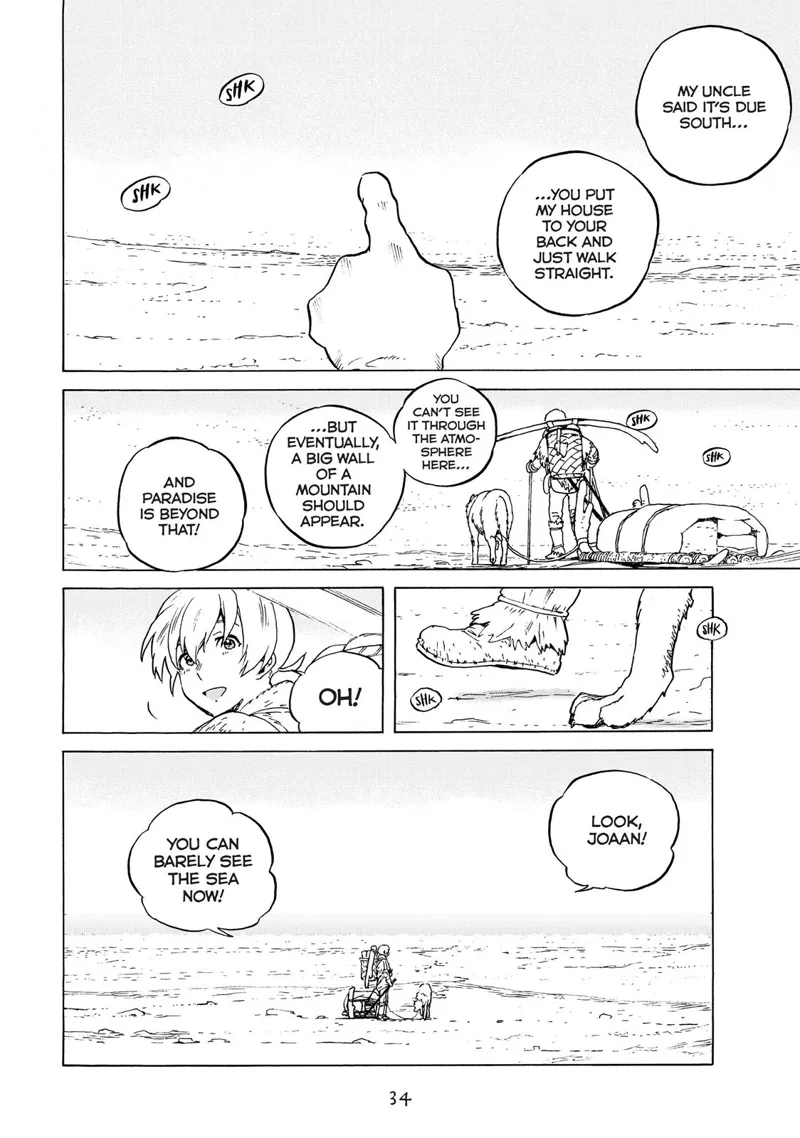 MY UNCLE
SAID IT'S DUE
SOUTH...
SHK
SHK
...YOU PUT
MY HOUSE
TO YOUR
BACK AND
JUST WALK
STRAIGHT.
YOU
CAN'T SEE
IT THROUGH
THE ATMO-
SPHERE
HERE...
SHK
SHK
...BUT
EVENTUALLY,
A BIG WALL
OF A
MOUNTAIN
SHOULD
APPEAR.
AND
PARADISE
IS BEYOND
THAT!
OH!
SHK
SHK
LOOK,
JOAAN!
YOU CAN
BARELY SEE
THE SEA
NOW!
34